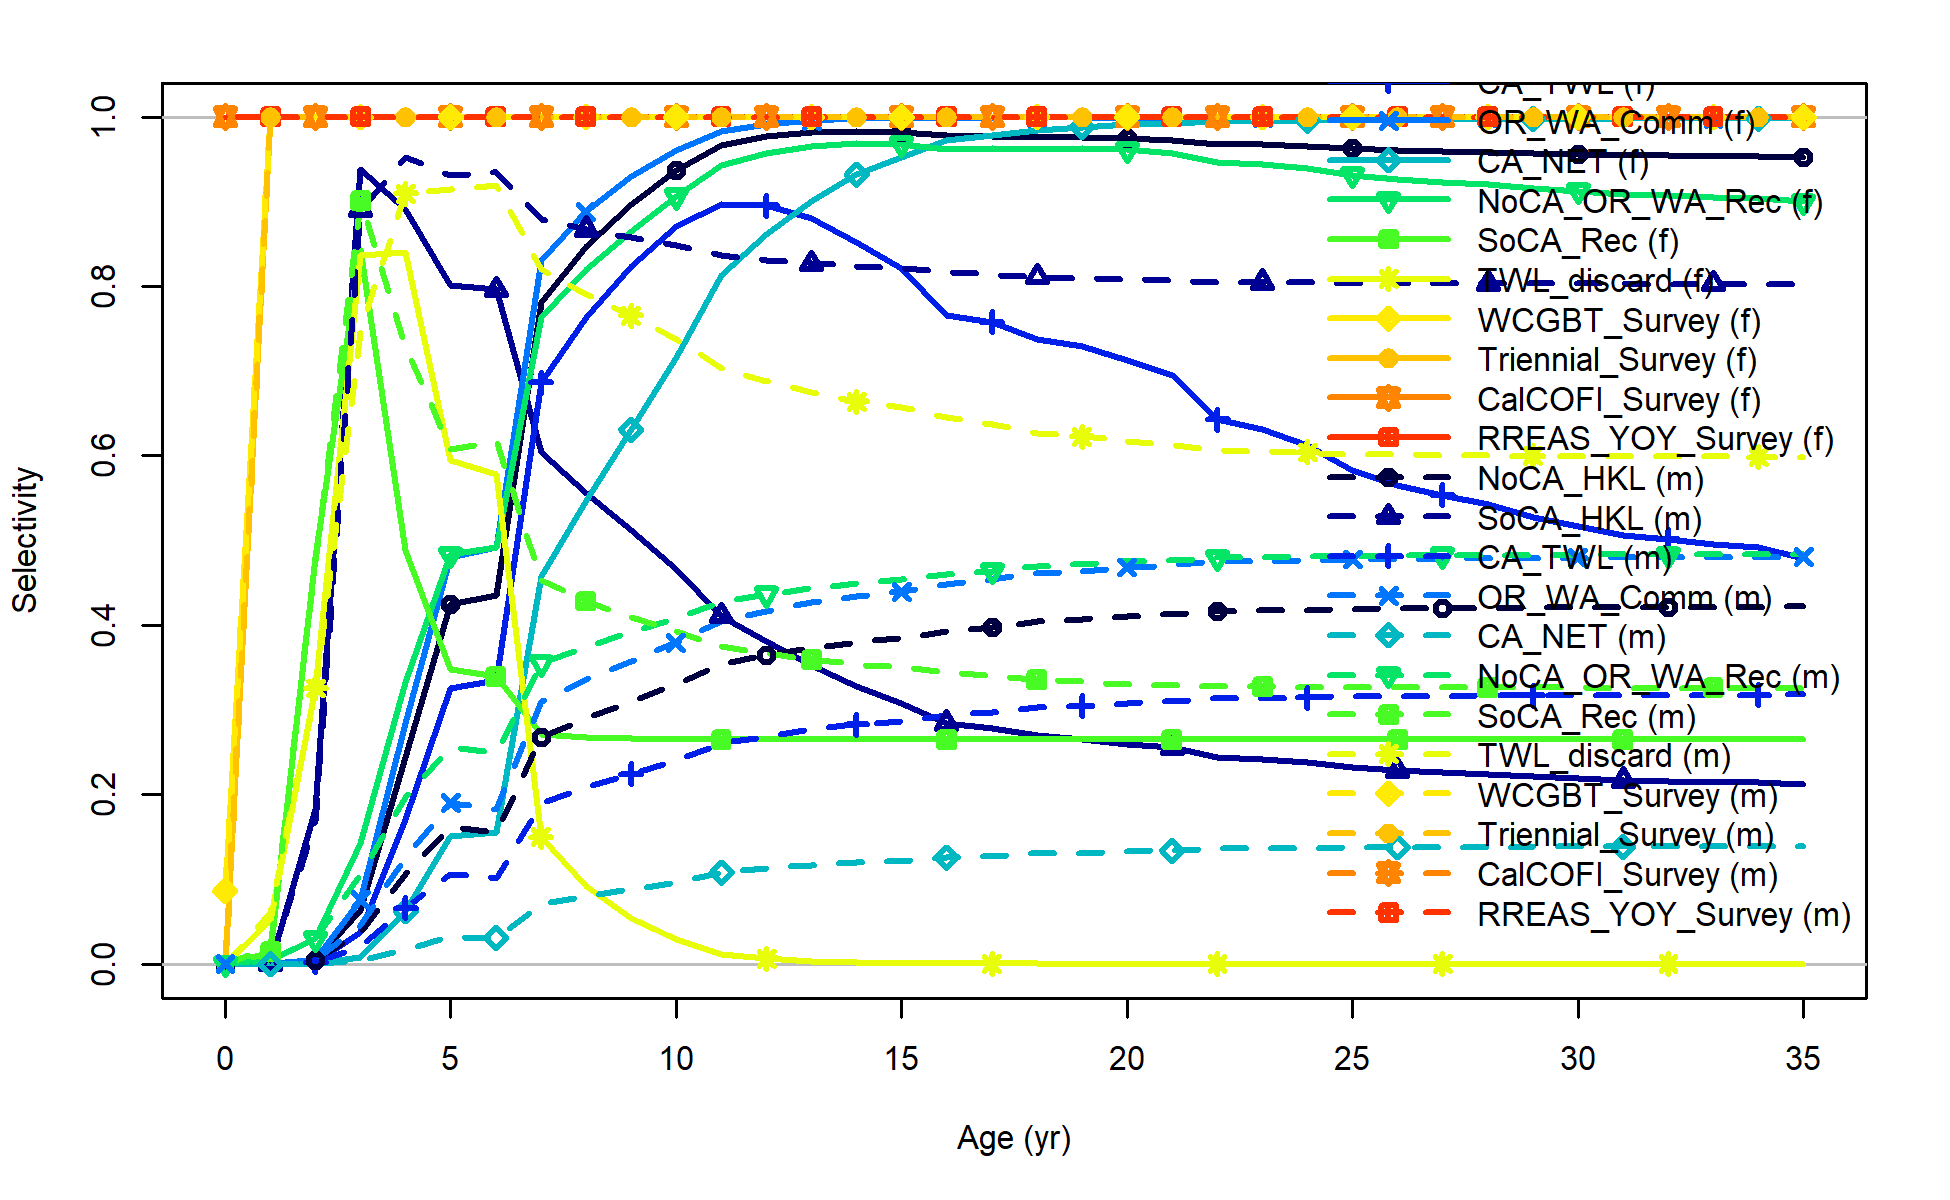 CA_TWL (f)
OR_WA_Comm (f)
CA_NET (f)
NoCA_OR_WA_Rec (f)
SoCA_Rec (f)
TWL_discard (f)
WCGBT_Survey (f)
Triennial_Survey (f)
CalCOFI_Survey (f)
RREAS_YOY_Survey (f)
NoCA_HKL (m)
SoCA_HKL (m)
CA_TWL (m)
OR_WA_Comm (m)
CA_NET (m)
NoCA_OR_WA_Rec (m)
SoCA_Rec (m)
TWL_discard (m)
WCGBT_Survey (m)
Triennial_Survey (m)
CalCOFI_Survey (m)
RREAS_YOY_Survey (m)
Selectivity
1.0
0.8
0.6
0.4
0.2
0.0
0 5 10 15 20 25 30 35
Age (yr)